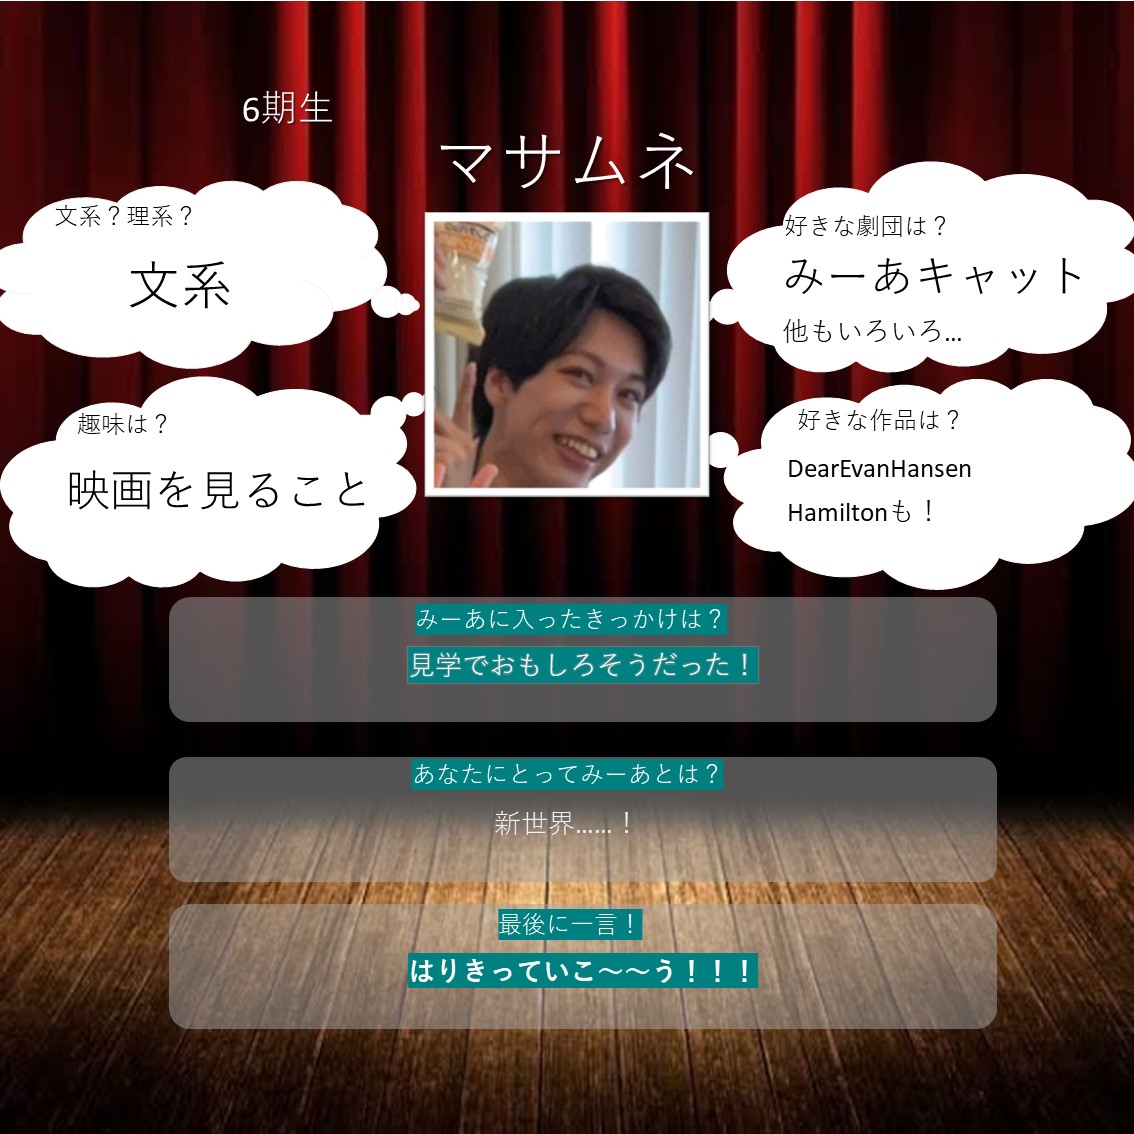 6期生
マサムネ
文系？理系？
文系
好きな劇団は？
みーあキャット
他もいろいろ…
趣味は？
映画を見ること
好きな作品は？
DearEvanHansen
Hamiltonも！
みーあに入ったきっかけは？
見学でおもしろそうだった！
あなたにとってみーあとは？
新世界……！
最後に一言！
はりきっていこ～～う！！！